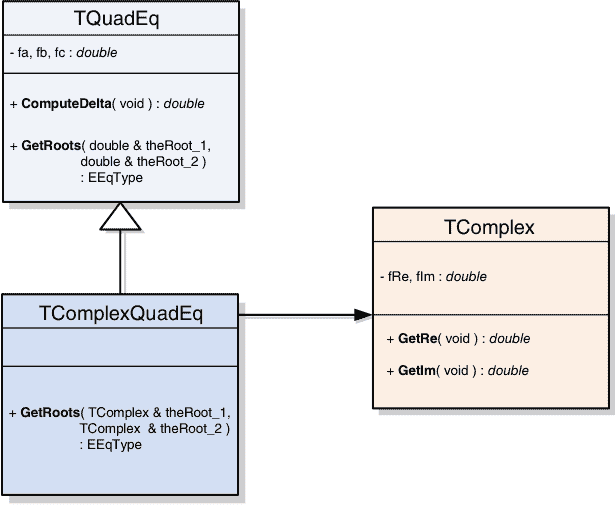 TQuadEq
- fa, fb, fc : double
+ ComputeDelta( void ) : double
+ GetRoots( double & theRoot_1,
double & theRoot_2 )
: EEqType
TComplex
- fRe, fIm : double
+ GetRe( void ) : double
+ GetIm( void ) : double
TComplexQuadEq
+ GetRoots( TComplex & theRoot_1,
TComplex & theRoot_2 )
: EEqType